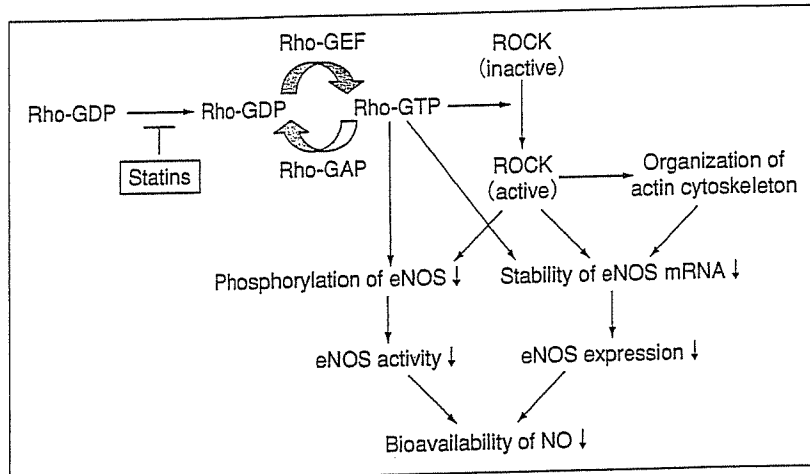 Rho-GEF
ROCK
(inactive)
Rho-GDP
Rho-GDP
Rho-GTP
Statins
Rho-GAP
ROCK
(active)
Organization of
actin cytoskeleton
Phosphorylation of eNOS ↓
Stability of eNOS mRNA ↓
eNOS activity ↓
eNOS expression ↓
Bioavailability of NO ↓